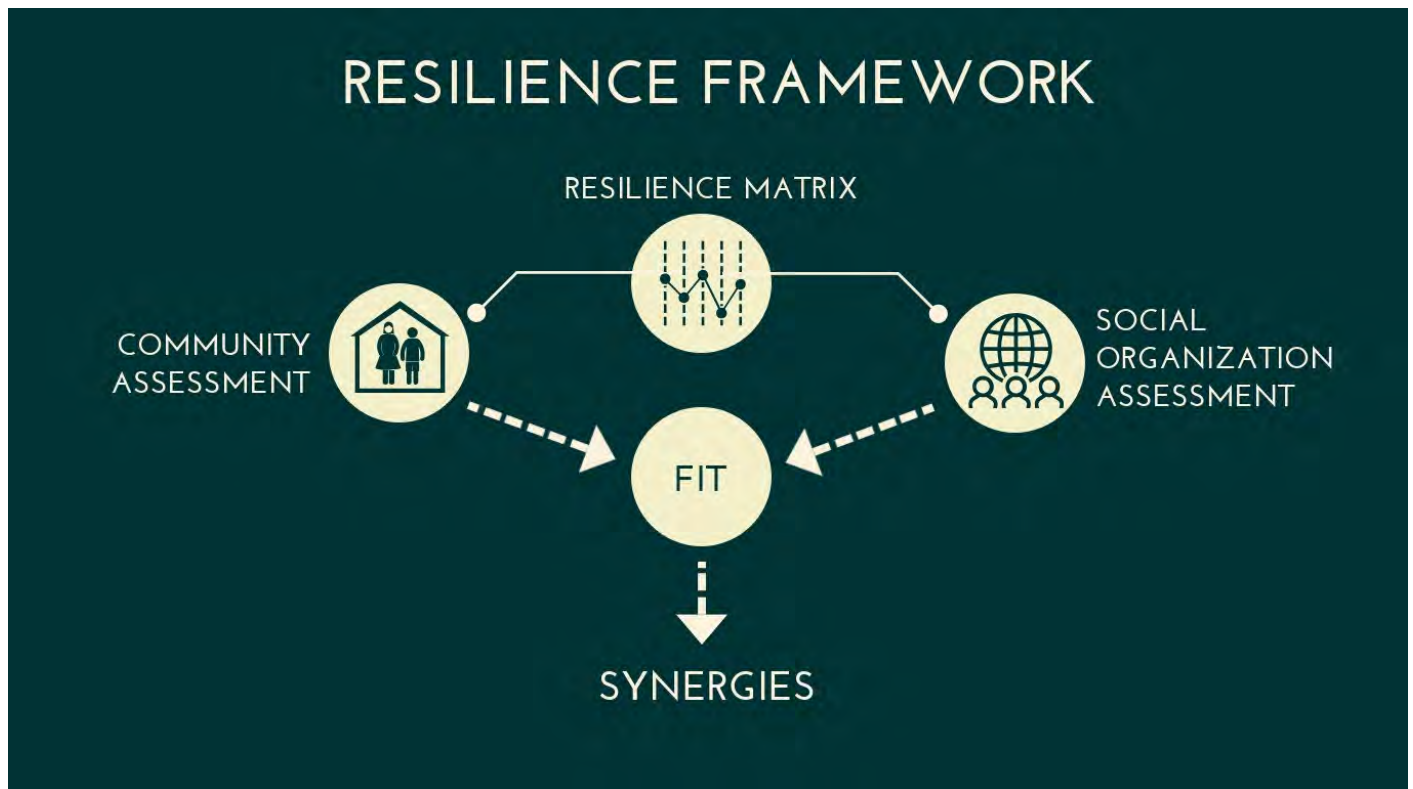 RESILIENCE FRAMEWORK
RESILIENCE MATRIX
COMMUNITY
ASSESSMENT
SOCIAL
ORGANIZATION
ASSESSMENT
FIT
SYNERGIES